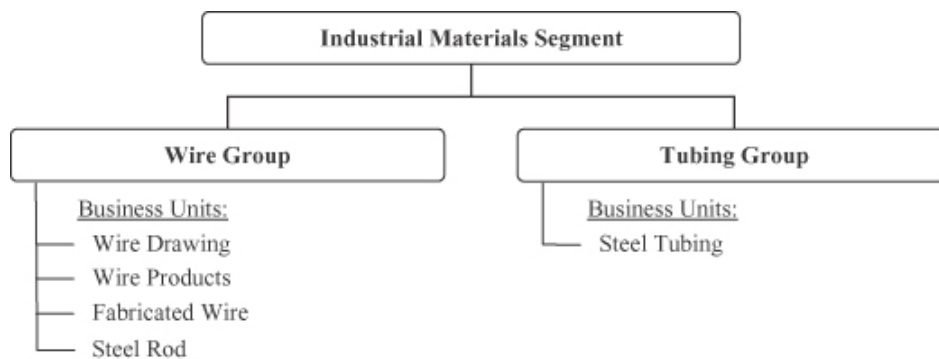 Industrial Materials Segment
Wire Group
Business Units:
Wire Drawing
Wire Products
Fabricated Wire
Steel Rod
Tubing Group
Business Units:
Steel Tubing